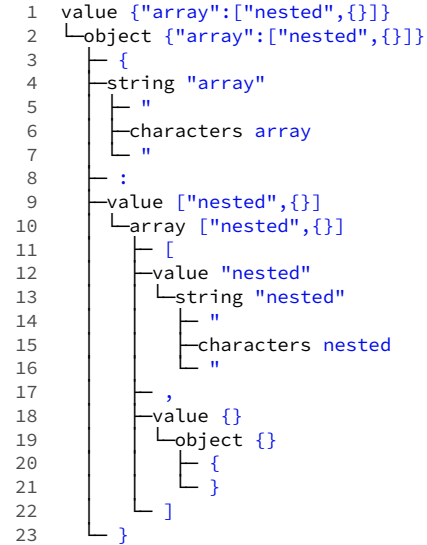 1 value {"array":["nested",{}]}
2 └─object {"array":["nested",{}]}
3 ├─ {
4 ├─string "array"
5 │ ├─ "
6 │ ├─characters array
7 │ └─ "
8 ├─ :
9 ├─value ["nested",{}]
10 │ └─array ["nested",{}]
11 │ ├─ [
12 │ ├─value "nested"
13 │ │ └─string "nested"
14 │ │ ├─ "
15 │ │ ├─characters nested
16 │ │ └─ "
17 │ ├─ ,
18 │ ├─value {}
19 │ │ └─object {}
20 │ │ ├─ {
21 │ │ └─ }
22 │ └─ ]
23 └─ }